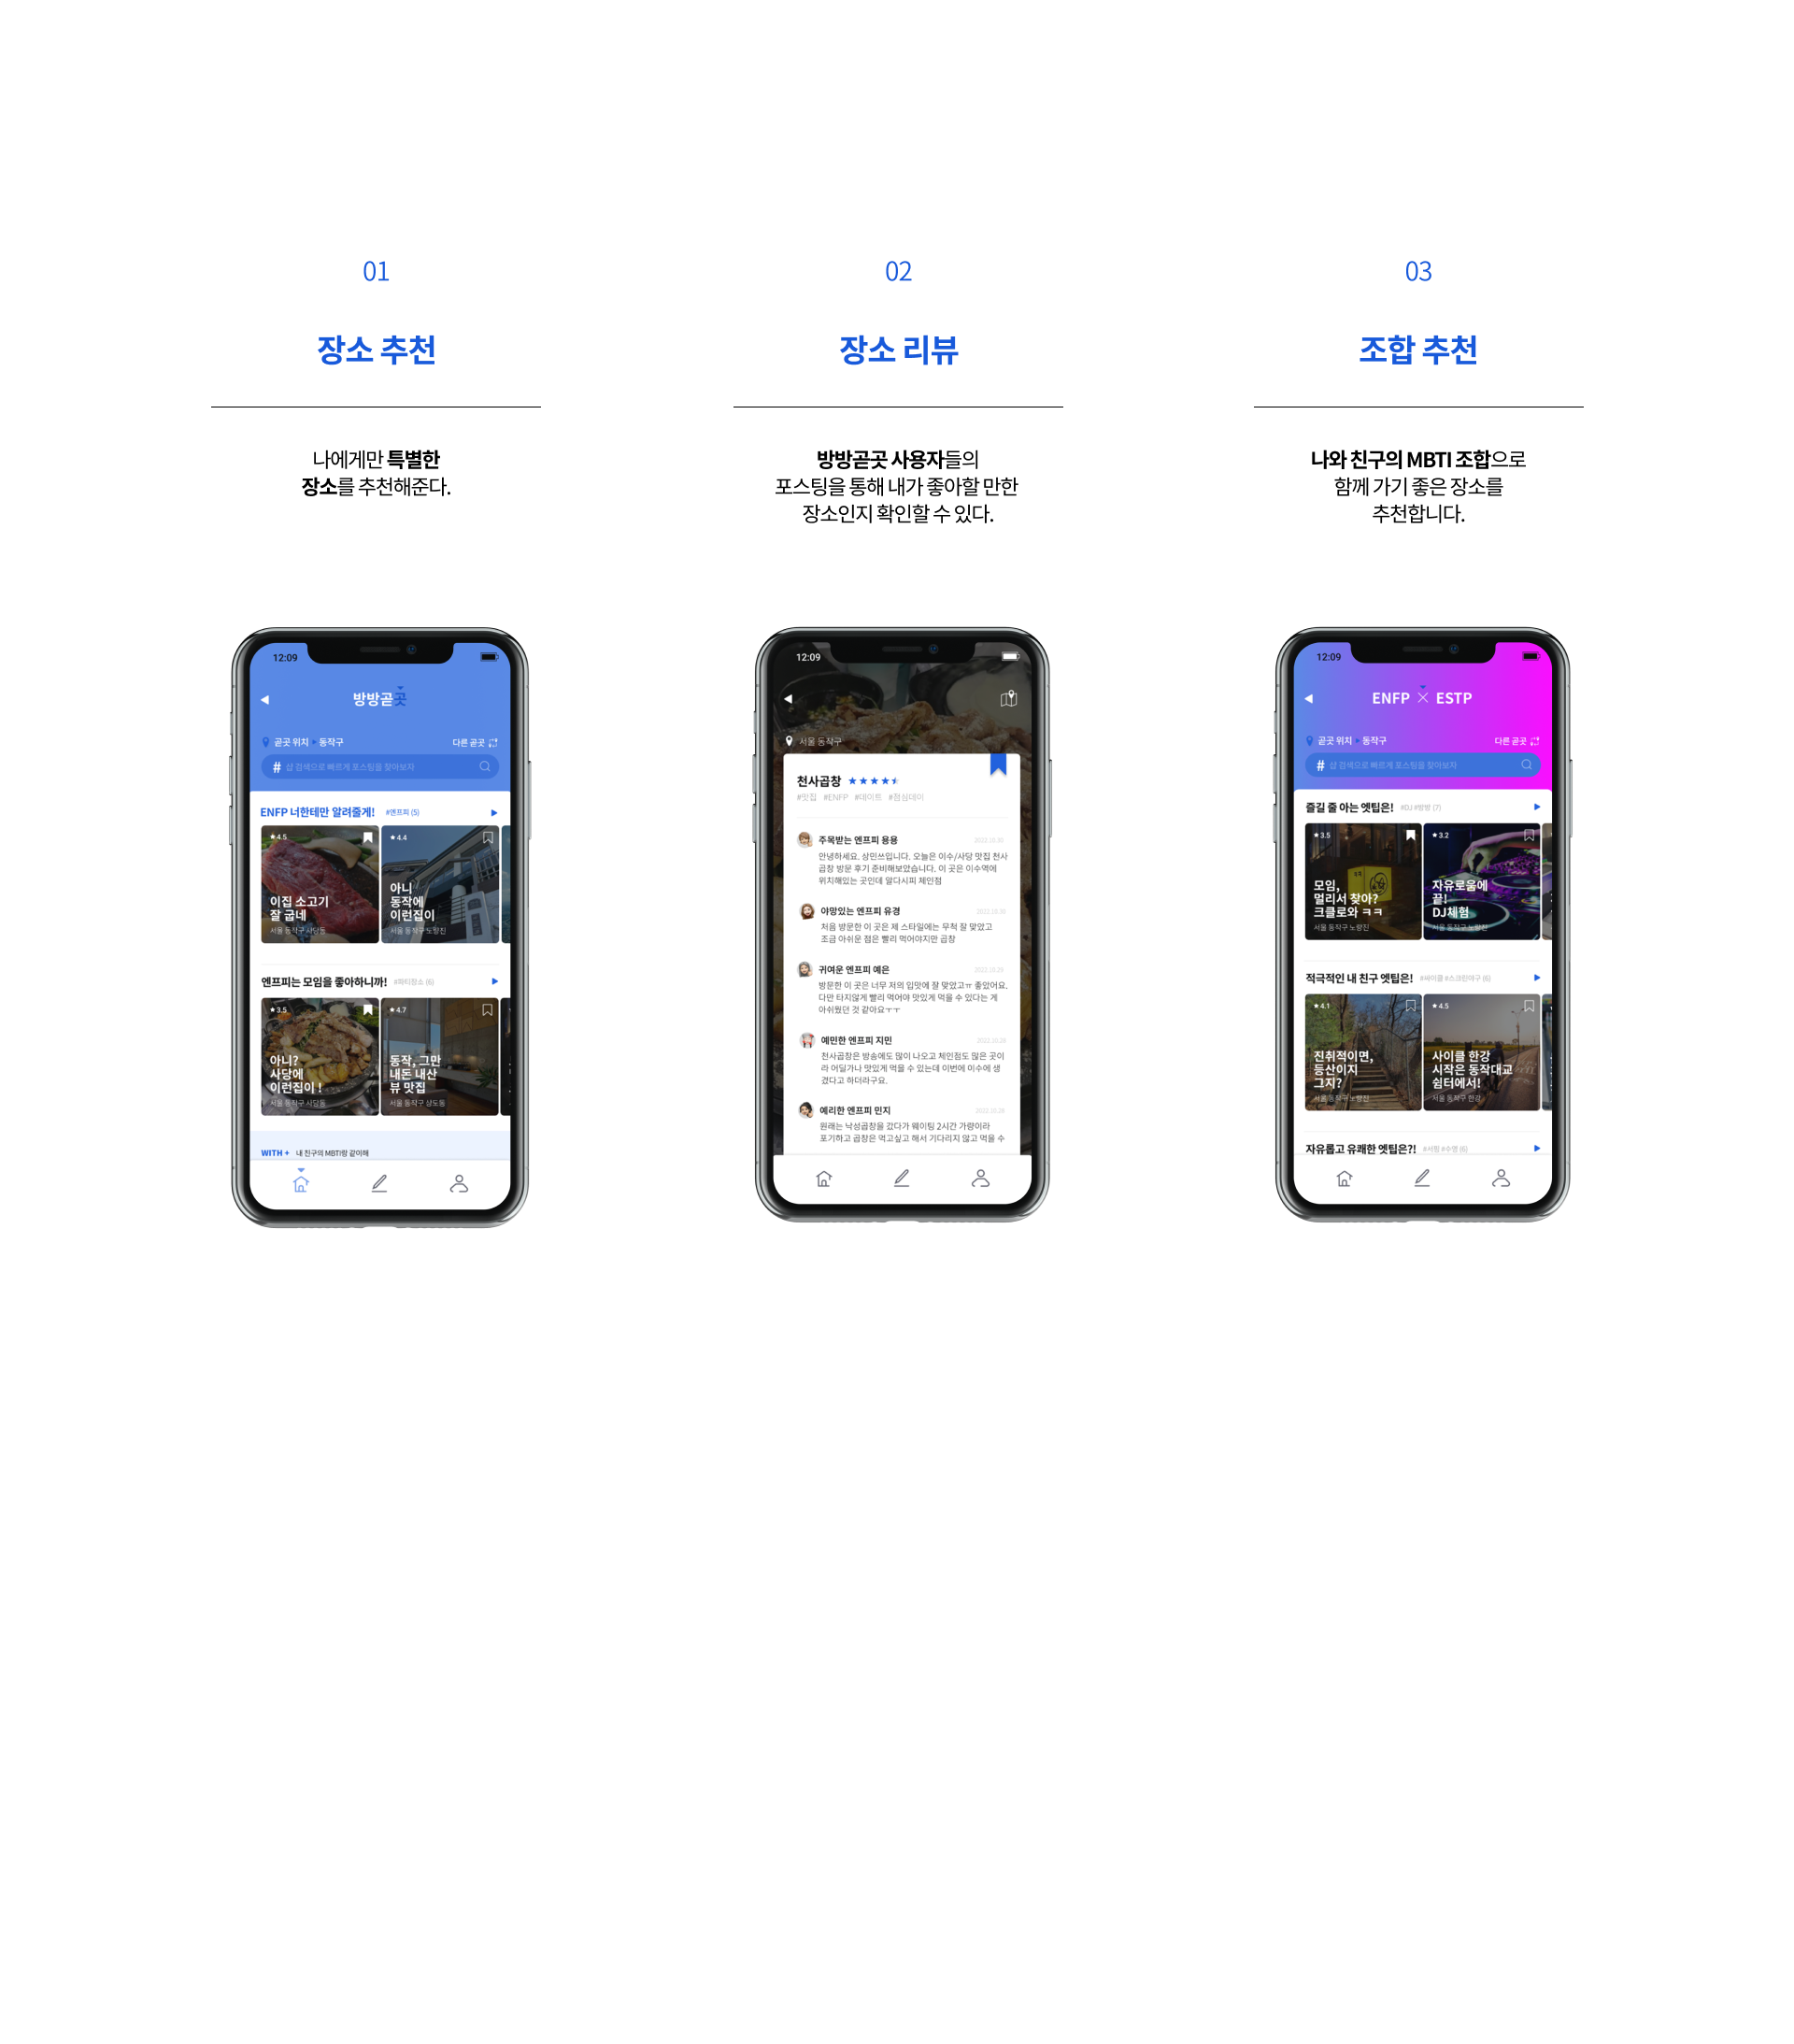 01
장소 추천
나에게만 특별한
장소를 추천해준다.
12:09
방방곧곳
곧곳 위치 동작구 다른 곧곳
# 샵 검색으로 빠르게 포스팅을 찾아보자
ENFP 너한테만 알려줄게! #엔프피 (5)
★4.5
이집 소고기
잘 굽네
서울 동작구 사당동
★4.4
아니
동작에
이런집이
서울 동작구 노량진
엔프피는 모임을 좋아하니까! #파티장소 (6)
★3.5
아니?
사당에
이런집이 !
서울 동작구 사당동
★4.7
동작, 그만
내돈 내산
뷰 맛집
서울 동작구 상도동
WITH + 내 친구의 MBTI랑 같이해
02
장소 리뷰
방방곧곳 사용자들의
포스팅을 통해 내가 좋아할 만한
장소인지 확인할 수 있다.
12:09
서울 동작구
천사곱창 ★★★★
#맛집 #ENFP #데이트 #점심데이
주목받는 엔프피 용용 2022.10.30
안녕하세요. 상민쓰입니다. 오늘은 이수/사당 맛집 천사
곱창 방문 후기 준비해보았습니다. 이 곳은 이수역에
위치해있는 곳인데 알다시피 체인점
야망있는 엔프피 유경 2022.10.30
처음 방문한 이 곳은 제 스타일에는 무척 잘 맞았고
조금 아쉬운 점은 빨리 먹어야지만 곱창
귀여운 엔프피 예은 2022.10.29
방문한 이 곳은 너무 저의 입맛에 잘 맞았고ㅠ 좋았어요.
다만 타지않게 빨리 먹어야 맛있게 먹을 수 있다는 게
아쉬웠던 것 같아요ㅜㅜ
예민한 엔프피 지민 2022.10.29
천사곱창은 방송에도 많이 나오고 체인점도 많은 곳이
라 어딜가나 맛있게 먹을 수 있는데 이번에 이수에 생
겼다고 하더라구요.
예리한 엔프피 민지 2022.10.28
원래는 낙성곱창을 갔다가 웨이팅 2시간 가량이라
포기하고 곱창은 먹고싶고 해서 기다리지 않고 먹을 수
03
조합 추천
나와 친구의 MBTI 조합으로
함께 가기 좋은 장소를
추천합니다.
12:09
ENFP × ESTP
곧곳 위치 동작구 다른 곧곳
# 샵 검색으로 빠르게 포스팅을 찾아보자
즐길 줄 아는 엣팁은! #DJ #방방 (7)
★3.5
모임,
멀리서 찾아?
크클로와 ㅋㅋ
서울 동작구 노량진
★3.2
자유로움에
끝!
DJ체험
서울 동작구 노량진
적극적인 내 친구 엣팁은! #싸이클 #스크린야구 (6)
★4.1
진취적이면,
등산이지
그지?
서울 동작구 노량진
★4.5
사이클 한강
시작은 동작대교
쉼터에서!
서울 동작구 한강
자유롭고 유쾌한 엣팁은?! #서핑 #수영 (6)